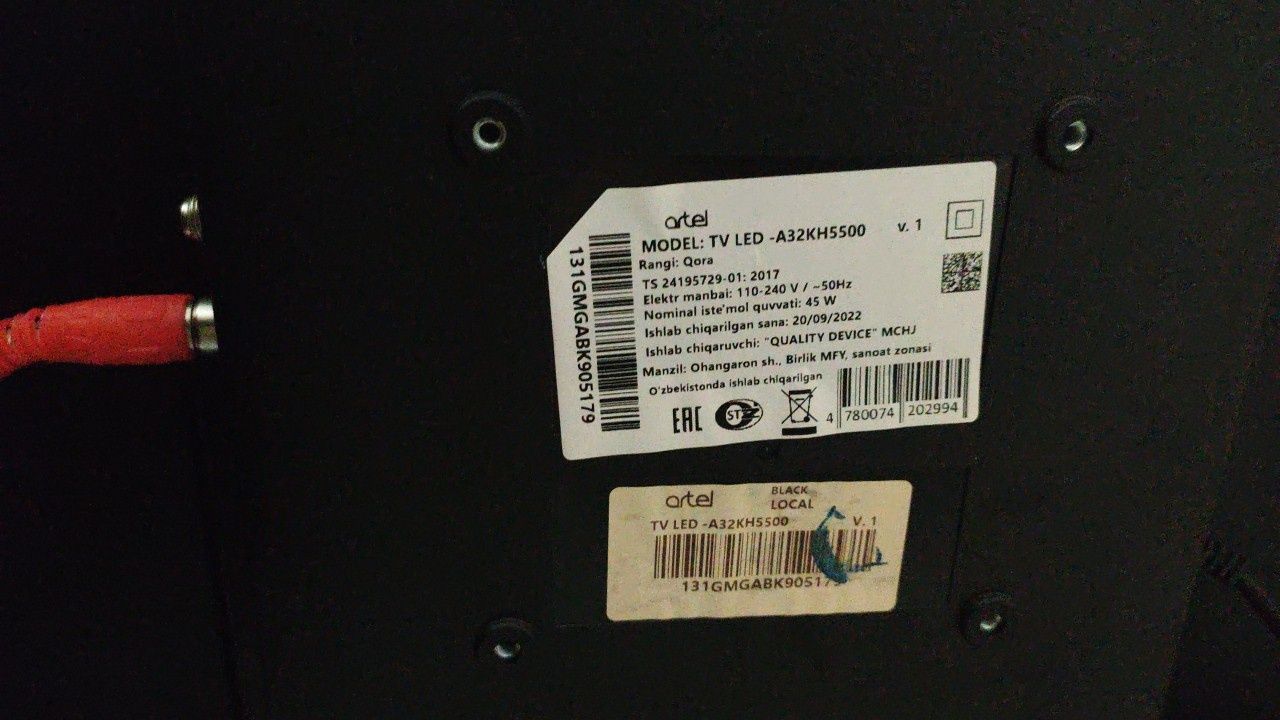 artel
MODEL: TV LED -A32KH5500 v. 1
Rangi: Qora
TS 24195729-01: 2017
Elektr manbai: 110-240 V / ~50Hz
Nominal iste'mol quvvati: 45 W
Ishlab chiqarilgan sana: 20/09/2022
Ishlab chiqaruvchi: "QUALITY DEVICE" MCHJ
Manzil: Ohangaron sh., Birlik MFY, sanoat zonasi
O'zbekistonda ishlab chiqarilgan
131GMGABK905179
EAC ST 4 780074 202994
artel BLACK
LOCAL
TV LED -A32KH5500 V. 1
131GMGABK90517